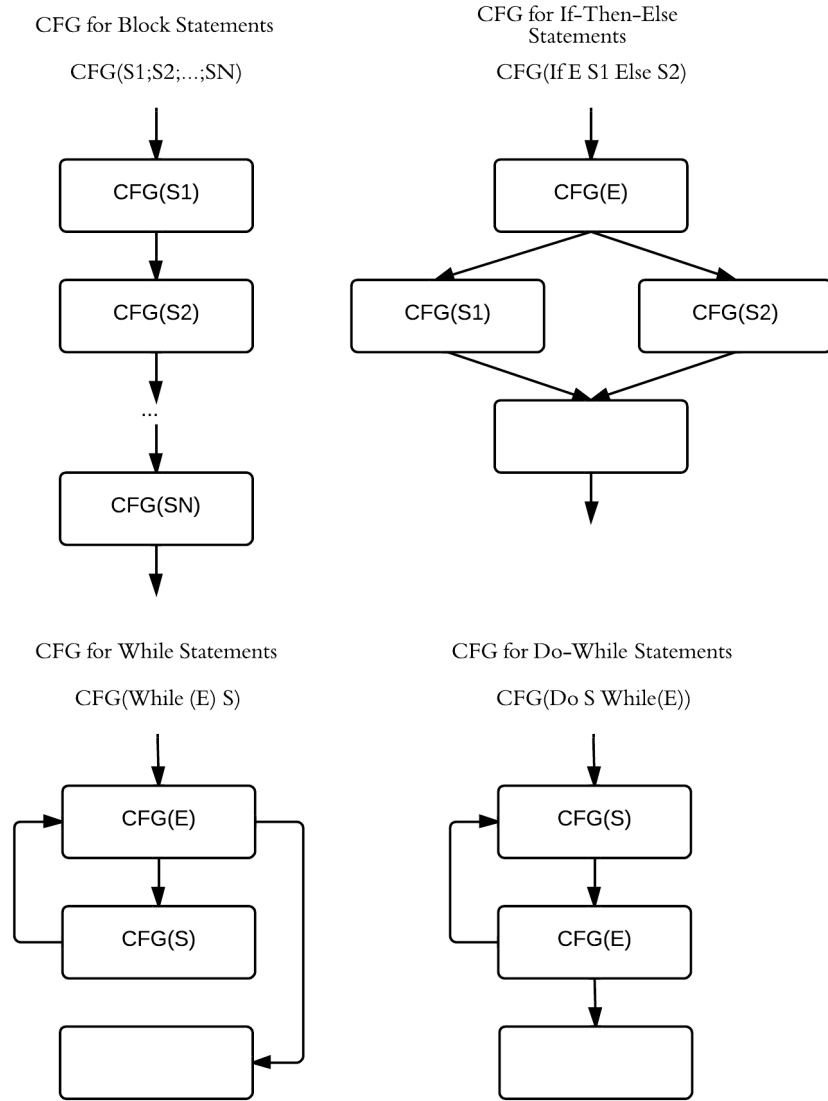 CFG for Block Statements
CFG(S1;S2;...;SN)
CFG(S1)
CFG(S2)
...
CFG(SN)
CFG for If-Then-Else
Statements
CFG(If E S1 Else S2)
CFG(E)
CFG(S1)
CFG(S2)
CFG for While Statements
CFG(While (E) S)
CFG(E)
CFG(S)
CFG for Do-While Statements
CFG(Do S While(E))
CFG(S)
CFG(E)